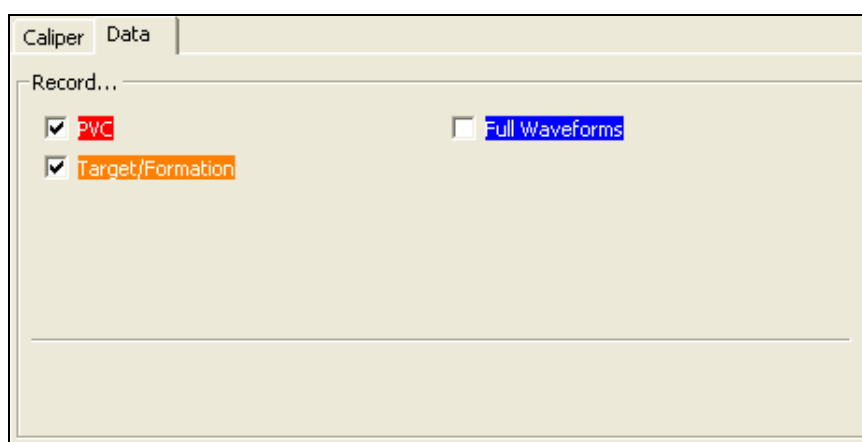 Caliper Data
Record...
PVC Full Waveforms
Target/Formation